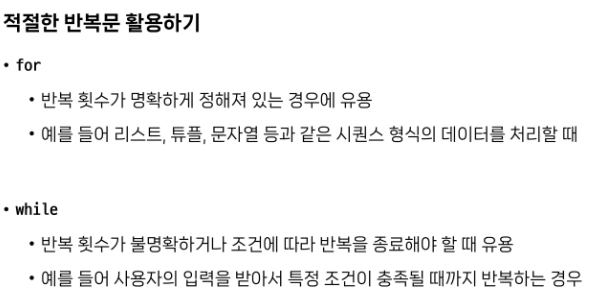 적절한 반복문 활용하기
• for
• 반복 횟수가 명확하게 정해져 있는 경우에 유용
• 예를 들어 리스트, 튜플, 문자열 등과 같은 시퀀스 형식의 데이터를 처리할 때
• while
• 반복 횟수가 불명확하거나 조건에 따라 반복을 종료해야 할 때 유용
• 예를 들어 사용자의 입력을 받아서 특정 조건이 충족될 때까지 반복하는 경우